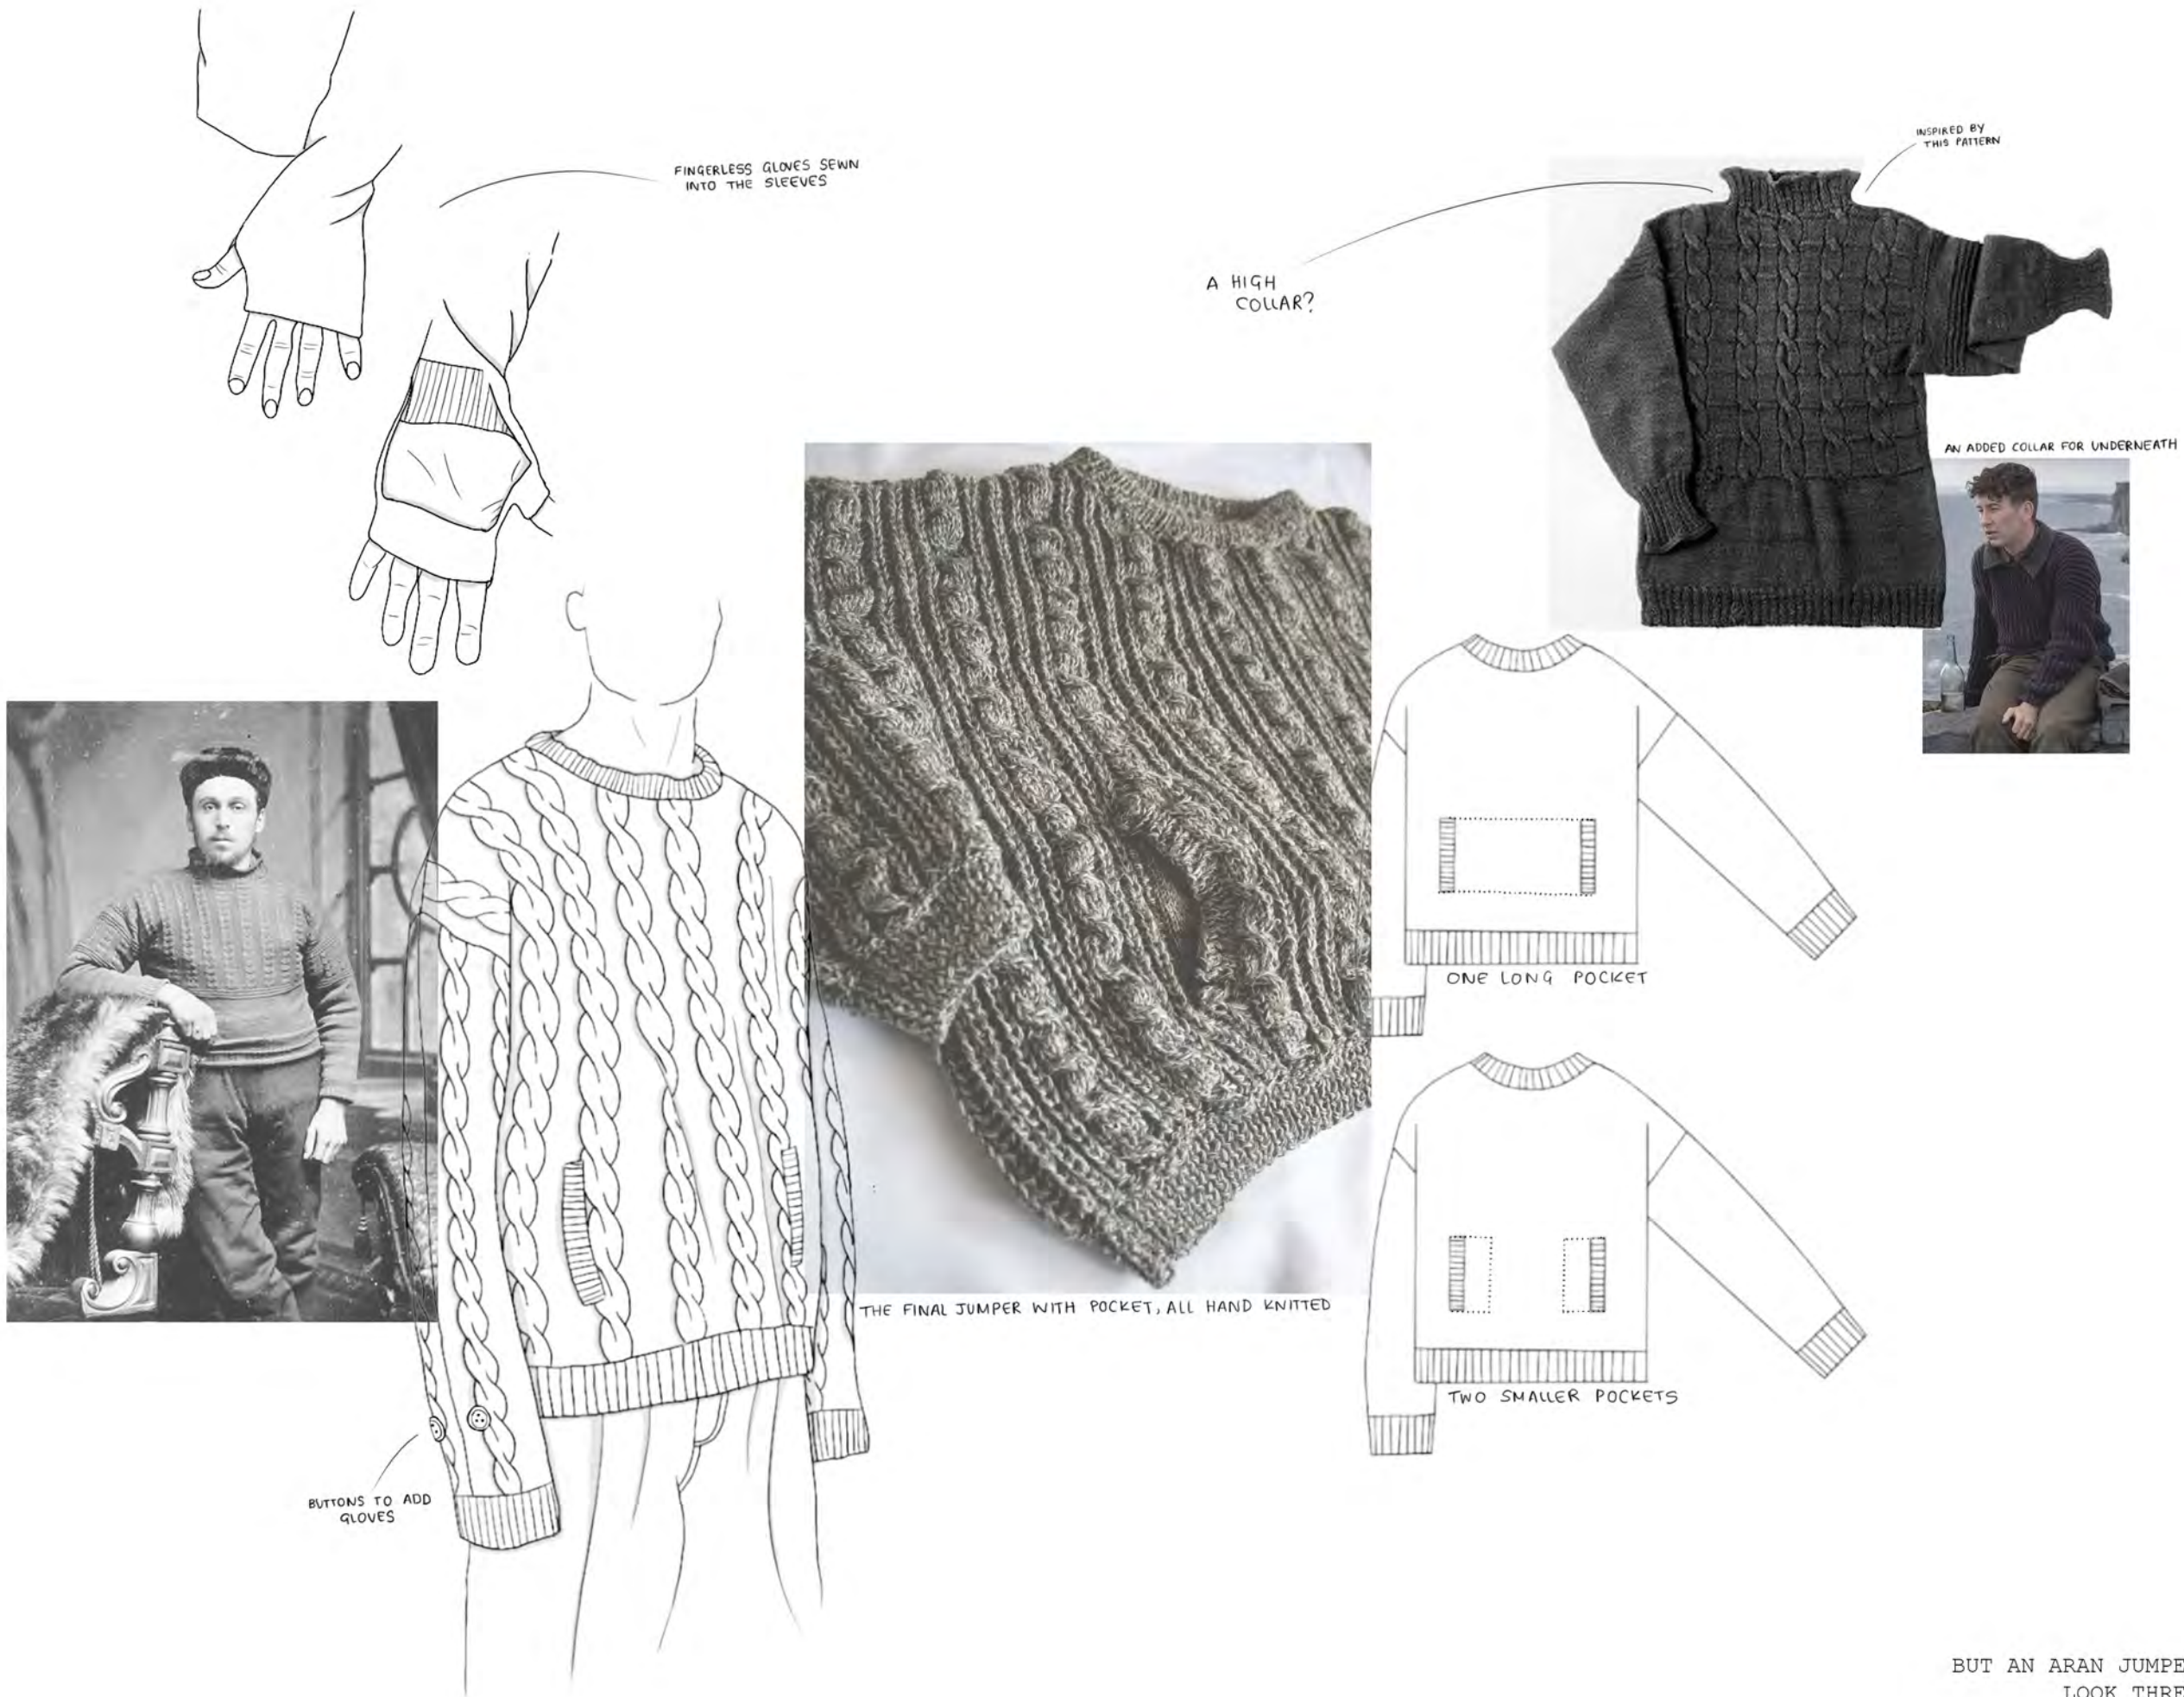 FINGERLESS GLOVES SEWN
INTO THE SLEEVES
INSPIRED BY
THIS PATTERN
A HIGH
COLLAR?
AN ADDED COLLAR FOR UNDERNEATH
ONE LONG POCKET
THE FINAL JUMPER WITH POCKET, ALL HAND KNITTED
TWO SMALLER POCKETS
BUTTONS TO ADD
GLOVES
BUT AN ARAN JUMPE
LOOK THRE